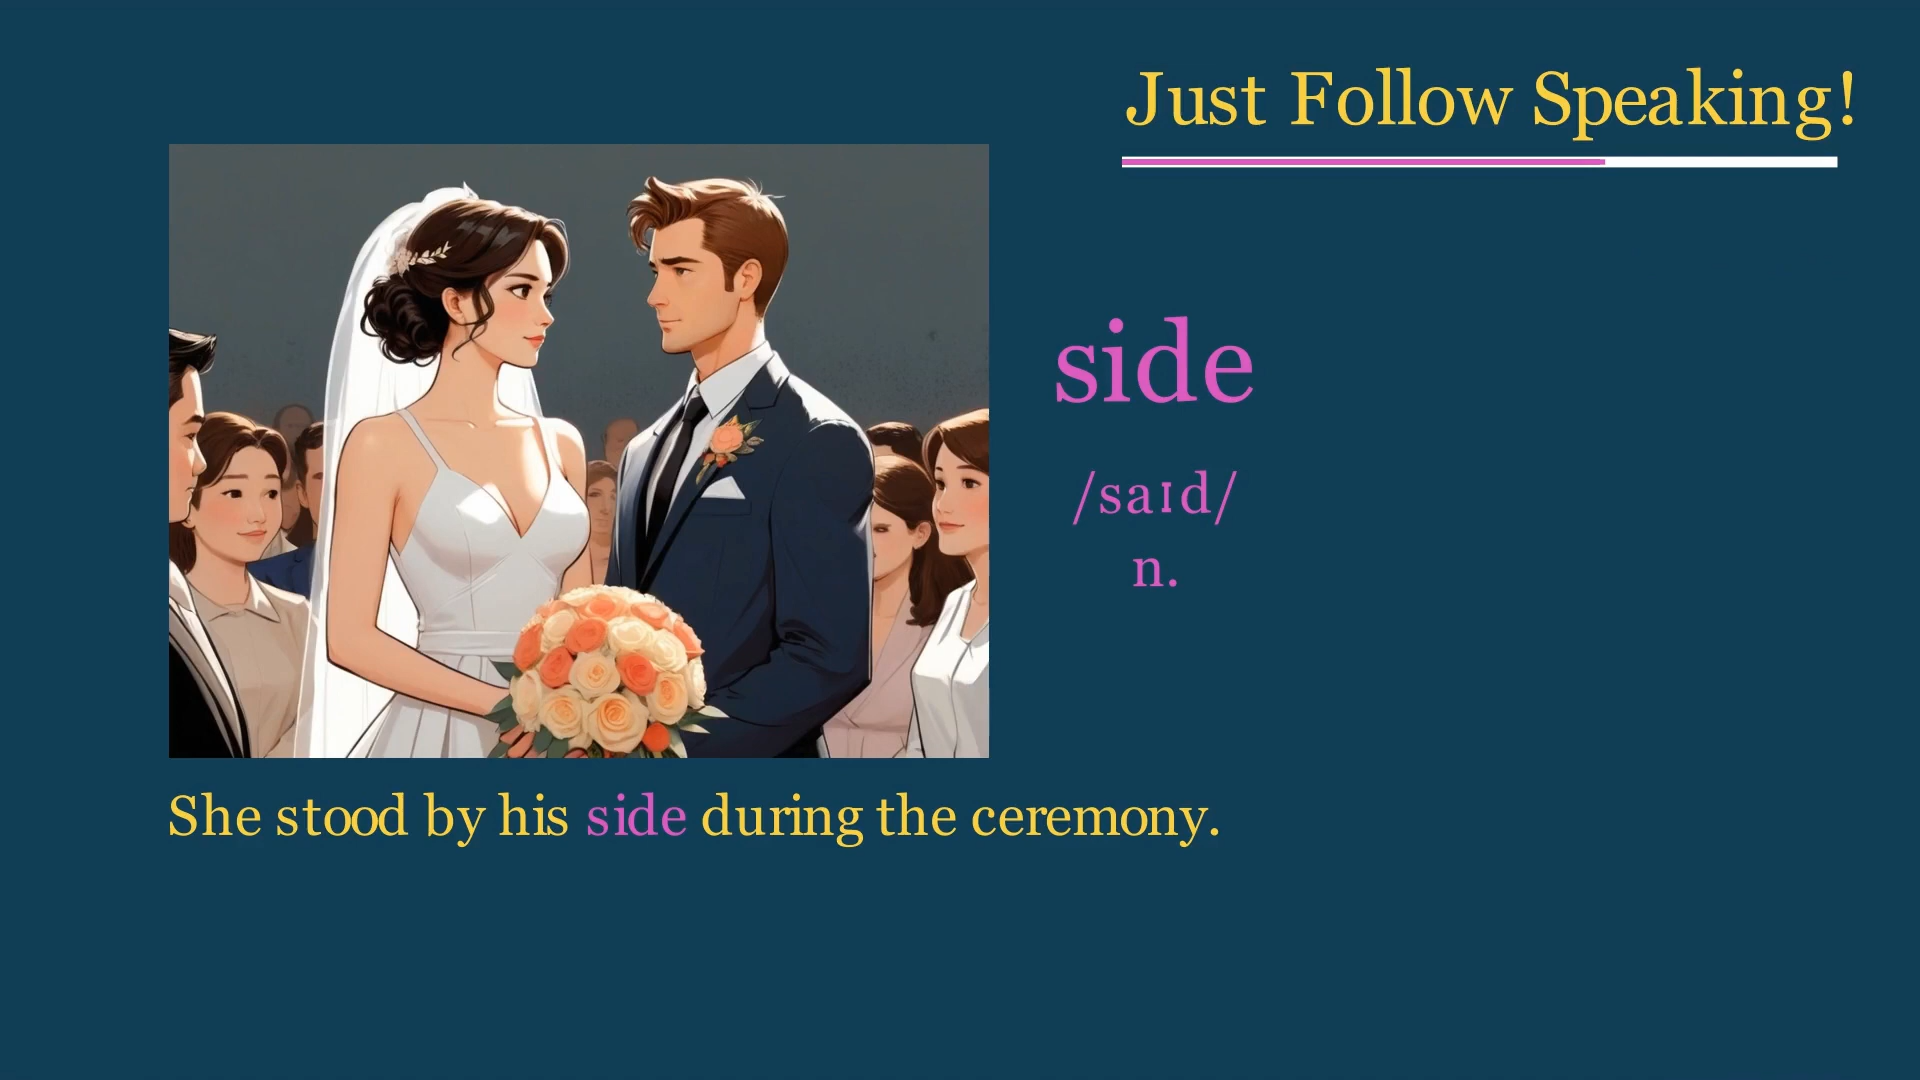 Just Follow Speaking!
side
/saɪd/
n.
She stood by his side during the ceremony.